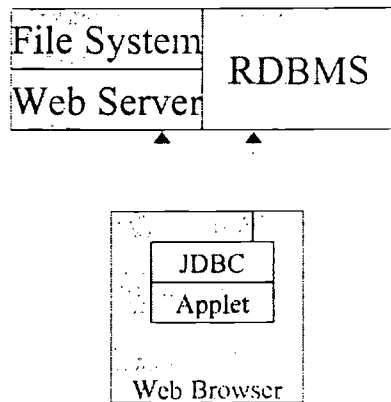 File System
Web Server
RDBMS
JDBC
Applet
Web Browser